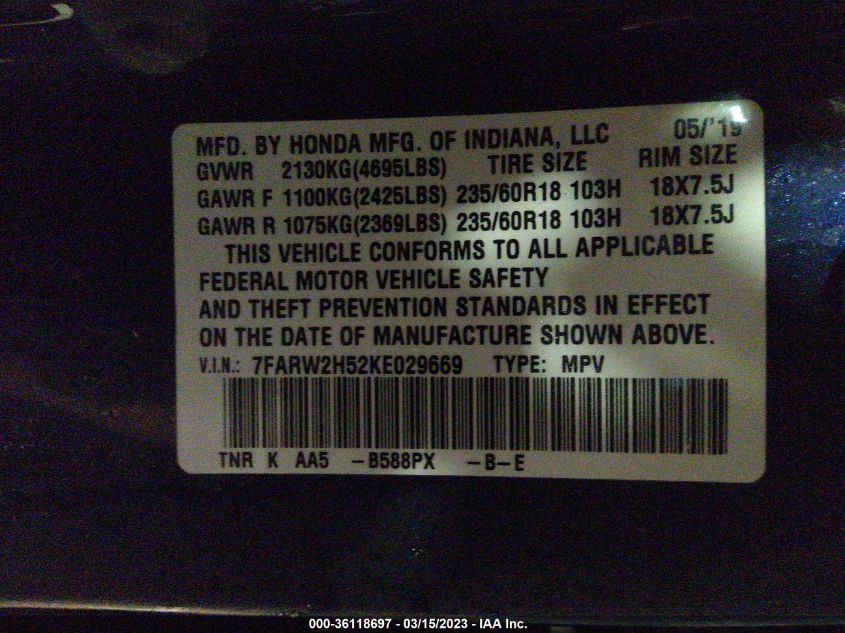 MFD. BY HONDA MFG. OF INDIANA, LLC 05/'19
GVWR 2130KG(4695LBS) TIRE SIZE RIM SIZE
GAWR F 1100KG(2425LBS) 235/60R18 103H 18X7.5J
GAWR R 1075KG(2369LBS) 235/60R18 103H 18X7.5J
THIS VEHICLE CONFORMS TO ALL APPLICABLE
FEDERAL MOTOR VEHICLE SAFETY
AND THEFT PREVENTION STANDARDS IN EFFECT
ON THE DATE OF MANUFACTURE SHOWN ABOVE.
V.I.N.: 7FARW2H52KE029669 TYPE: MPV
TNR K AA5 -B588PX -B-E
000-36118697 - 03/15/2023 - IAA Inc.